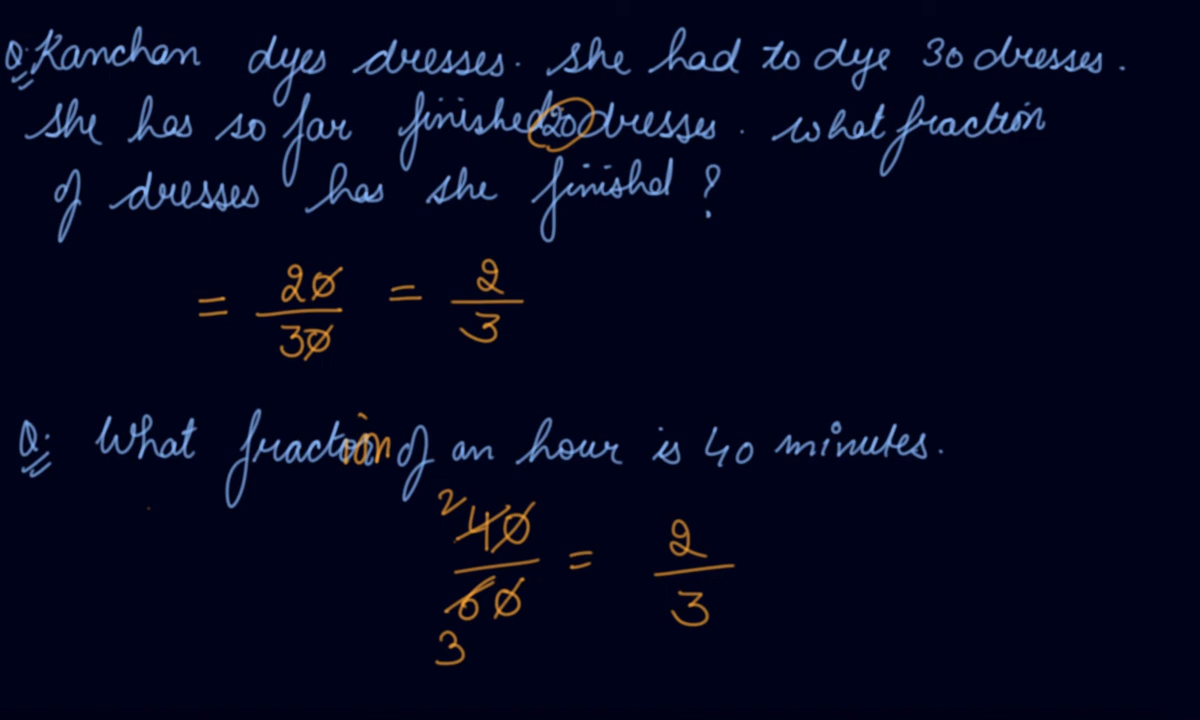 Q: Kanchan dyes dresses. She had to dye 30 dresses.
She has so far finished 20 dresses. What fraction
of dresses has she finished?
= 20/30 = 2/3
Q: What fraction of an hour is 40 minutes.
2
40/60 = 2/3
3